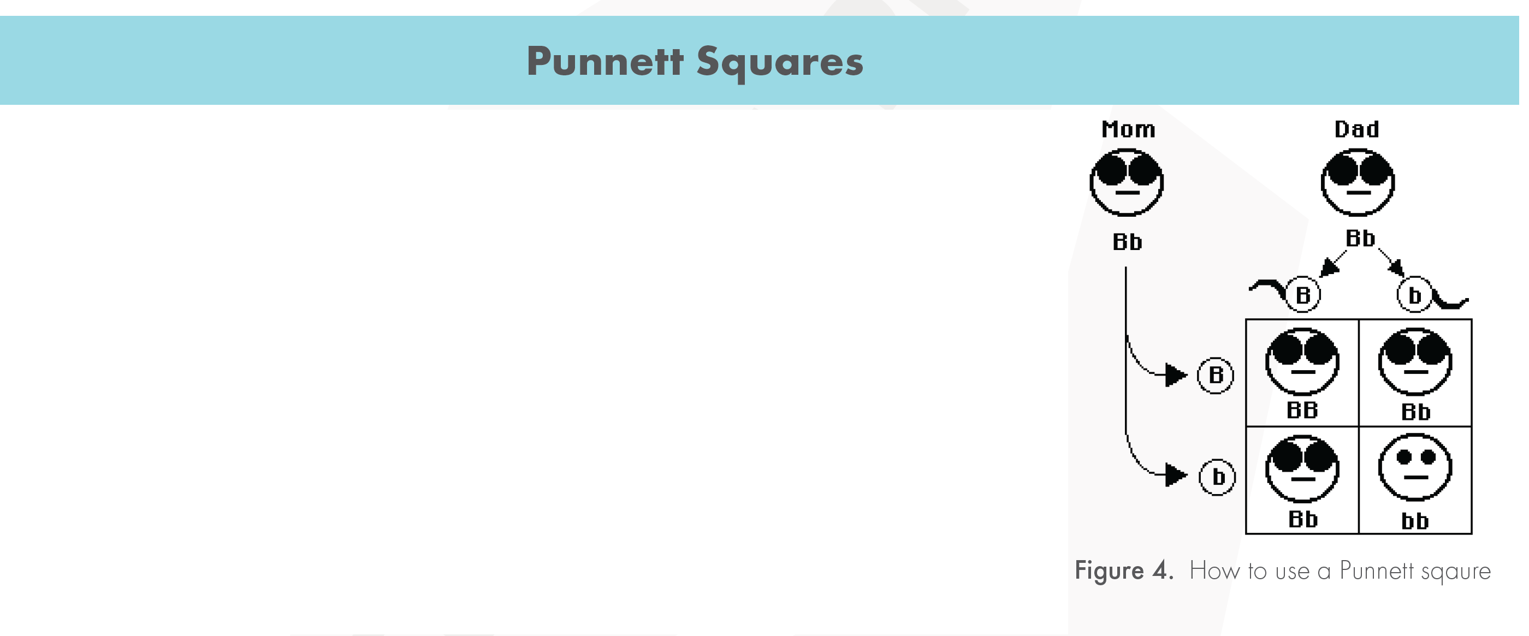 Punnett Squares
Mom Dad
Bb Bb
B b
B
BB Bb
b
Bb bb
Figure 4. How to use a Punnett sqaure